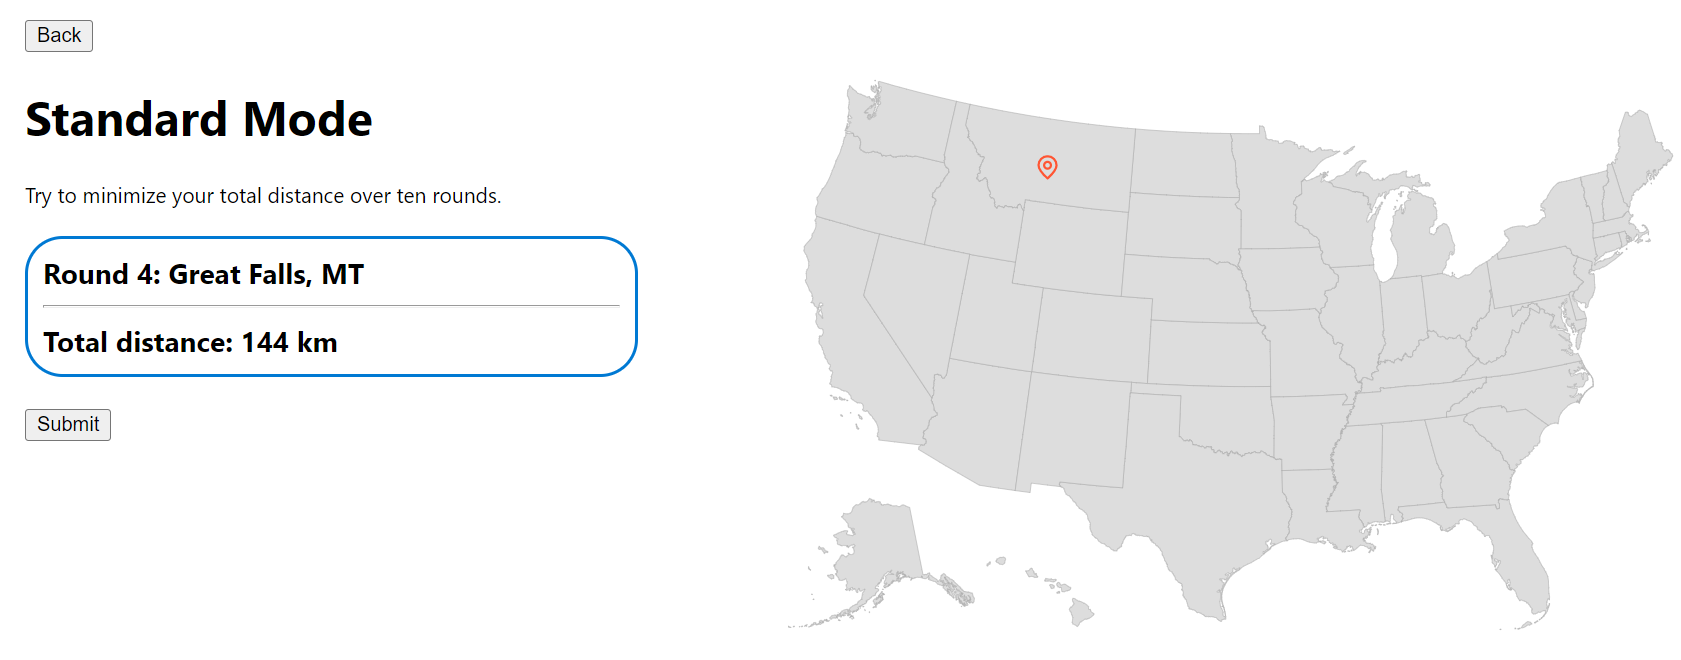 Back
Standard Mode
Try to minimize your total distance over ten rounds.
Round 4: Great Falls, MT
Total distance: 144 km
Submit